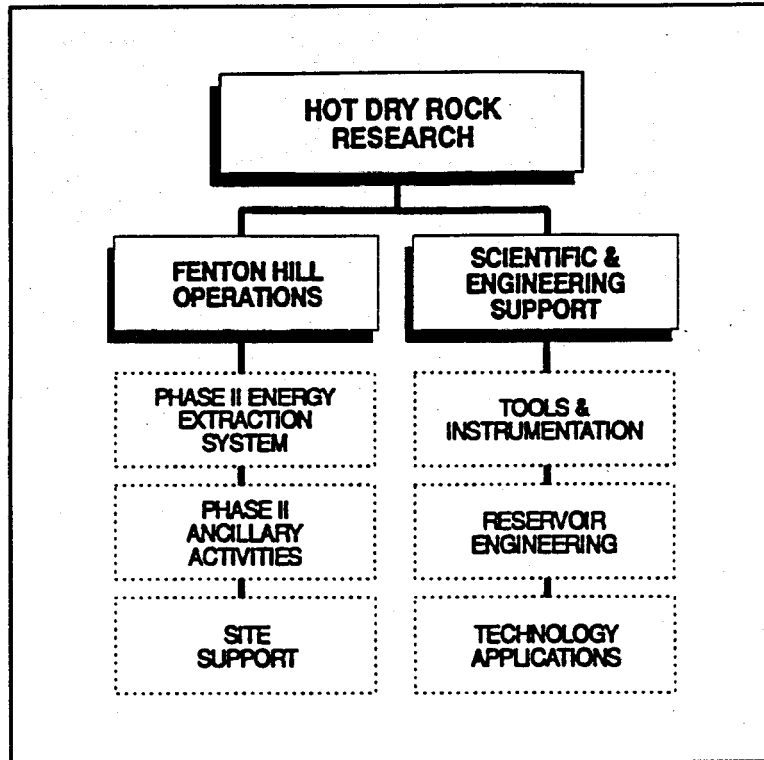 HOT DRY ROCK
RESEARCH
FENTON HILL
OPERATIONS
PHASE II ENERGY
EXTRACTION
SYSTEM
PHASE II
ANCILLARY
ACTIVITIES
SITE
SUPPORT
SCIENTIFIC &
ENGINEERING
SUPPORT
TOOLS &
INSTRUMENTATION
RESERVOIR
ENGINEERING
TECHNOLOGY
APPLICATIONS